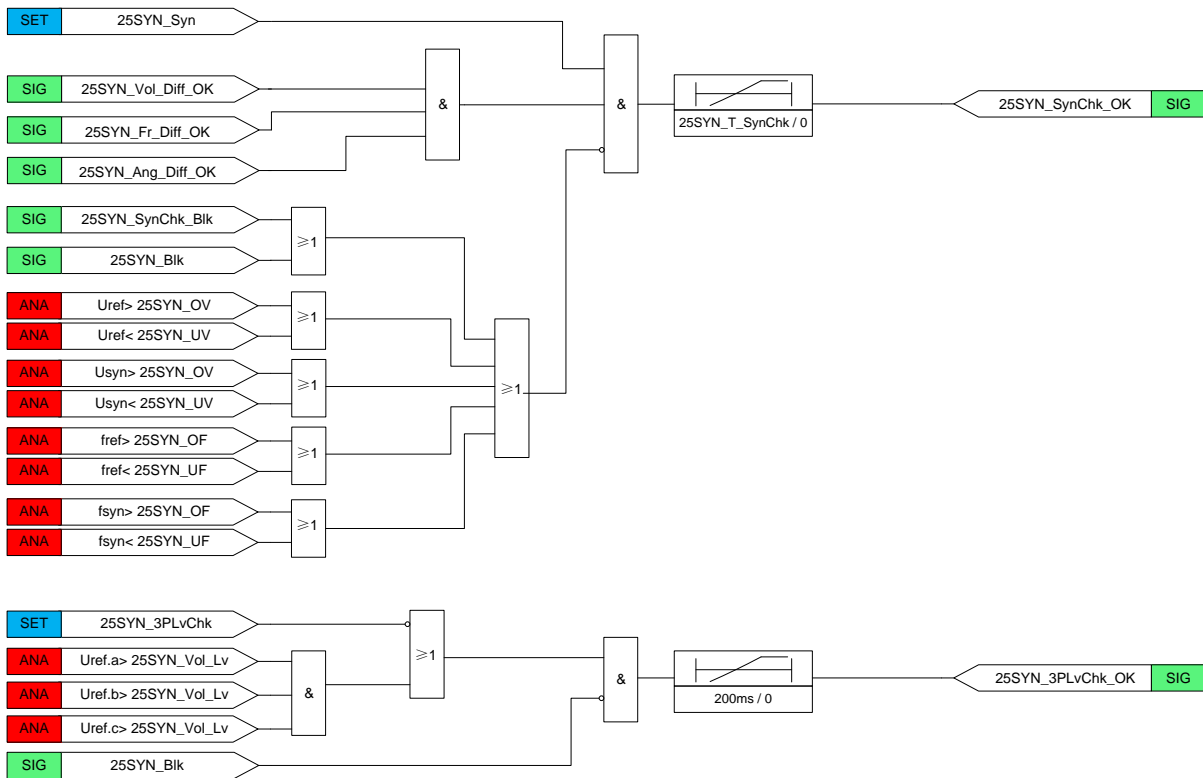 SET 25SYN_Syn
SIG 25SYN_Vol_Diff_OK
SIG 25SYN_Fr_Diff_OK
SIG 25SYN_Ang_Diff_OK
&
&
25SYN_T_SynChk / 0
25SYN_SynChk_OK SIG
SIG 25SYN_SynChk_Blk
SIG 25SYN_Blk
≥1
ANA Uref> 25SYN_OV
ANA Uref< 25SYN_UV
≥1
ANA Usyn> 25SYN_OV
ANA Usyn< 25SYN_UV
≥1
≥1
ANA fref> 25SYN_OF
ANA fref< 25SYN_UF
≥1
ANA fsyn> 25SYN_OF
ANA fsyn< 25SYN_UF
≥1
SET 25SYN_3PLvChk
ANA Uref.a> 25SYN_Vol_Lv
ANA Uref.b> 25SYN_Vol_Lv
ANA Uref.c> 25SYN_Vol_Lv
SIG 25SYN_Blk
&
≥1
&
200ms / 0
25SYN_3PLvChk_OK SIG